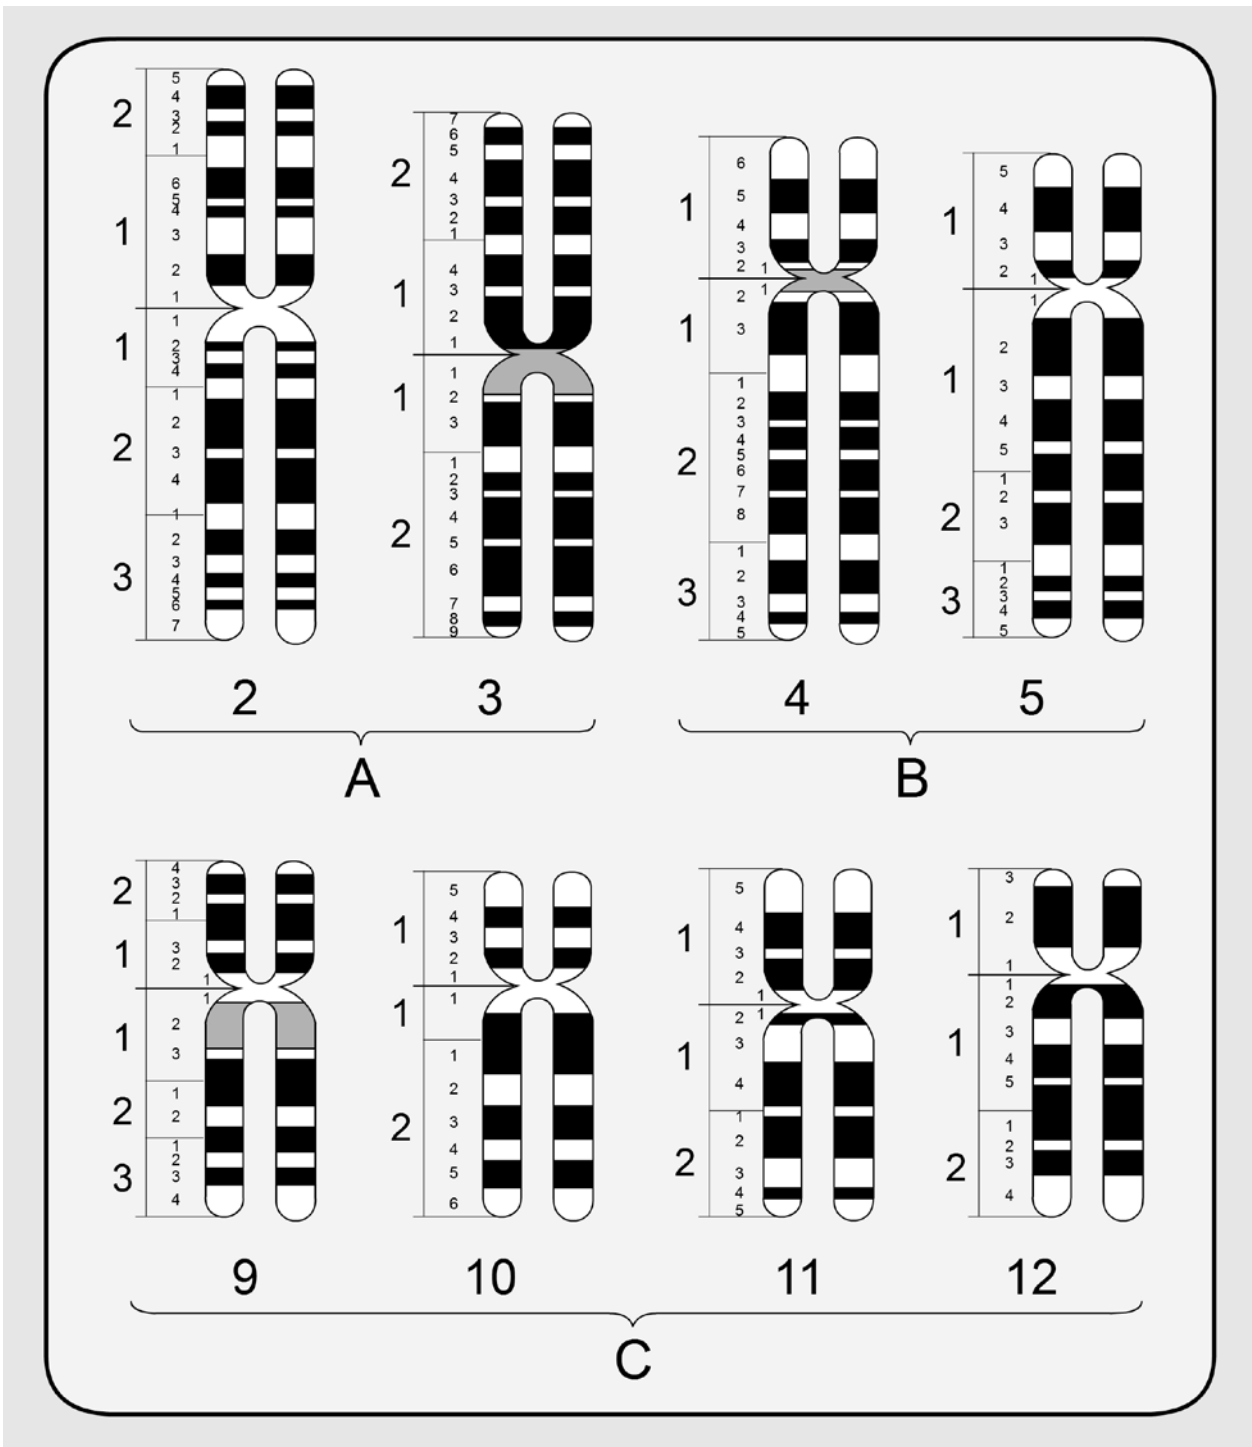 2 5 4 3 2 1
1 6 5 4 3 2 1
1 1 2 3 4
2 1 2 3 4
3 1 2 3 4 5 6 7
2 7 6 5 4 3 2 1
1 4 3 2 1
1 1 2 3
2 1 2 3 4 5 6 7 8 9
1 6 5 4 3 2 1
1 1 2 3
2 1 2 3 4 5 6 7 8
3 1 2 3 4 5
1 5 4 3 2 1
1 1 2 3 4 5
2 1 2 3
3 1 2 3 4 5
2 3 4 5
A B
2 4 3 2 1
1 3 2 1
1 1 2 3
2 1 2
3 1 2 3 4
1 5 4 3 2 1
1 1
2 1 2 3 4 5 6
1 5 4 3 2 1
1 1 2 3 4
2 1 2 3 4 5
1 3 2 1
1 1 2 3 4 5
2 1 2 3 4
9 10 11 12
C